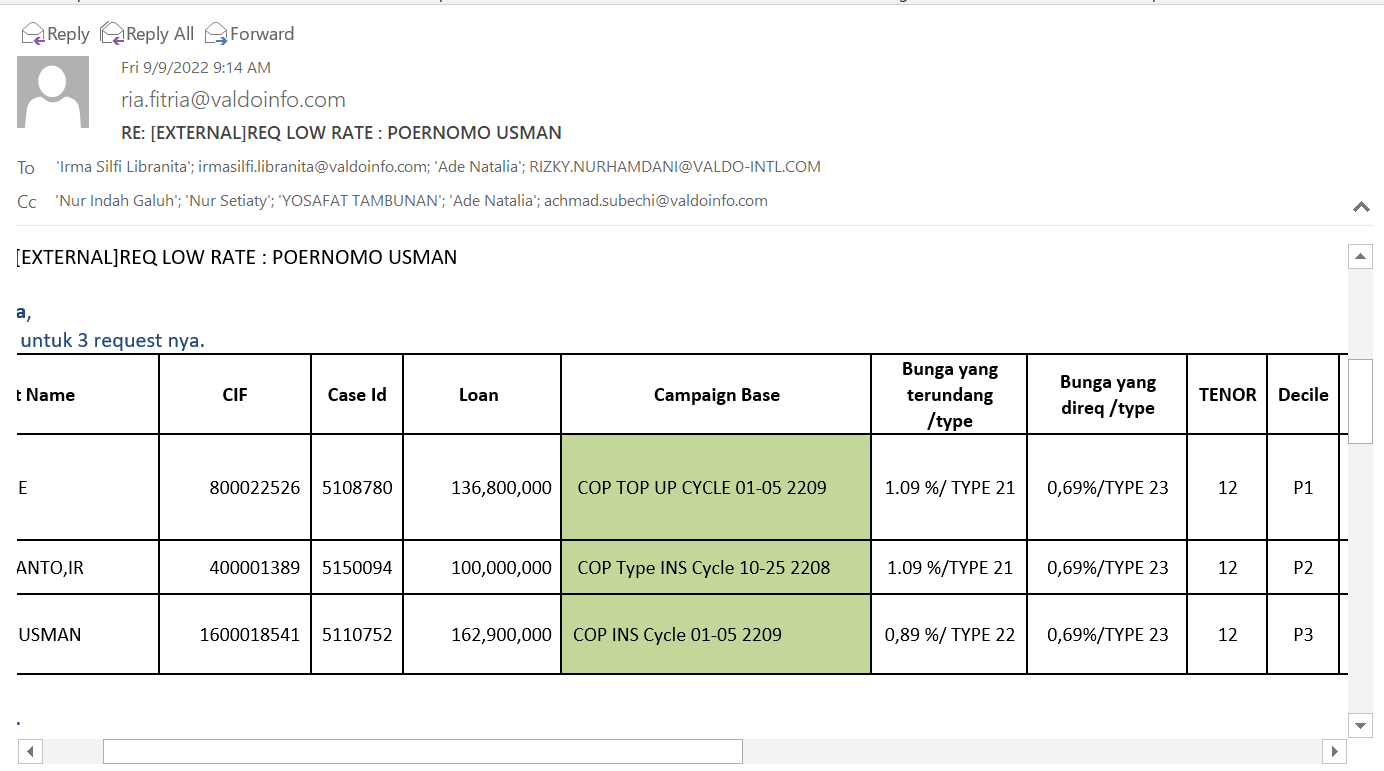 Reply Reply All Forward
Fri 9/9/2022 9:14 AM
ria.fitria@valdoinfo.com
RE: [EXTERNAL]REQ LOW RATE : POERNOMO USMAN
To 'Irma Silfi Libranita'; irmasilfi.libranita@valdoinfo.com; 'Ade Natalia'; RIZKY.NURHAMDANI@VALDO-INTL.COM
Cc 'Nur Indah Galuh'; 'Nur Setiaty'; 'YOSAFAT TAMBUNAN'; 'Ade Natalia'; achmad.subechi@valdoinfo.com
[EXTERNAL]REQ LOW RATE : POERNOMO USMAN
a,
untuk 3 request nya.
t Name CIF Case Id Loan Campaign Base Bunga yang terundang /type Bunga yang direq /type TENOR Decile
E 800022526 5108780 136,800,000 COP TOP UP CYCLE 01-05 2209 1.09 %/ TYPE 21 0,69%/TYPE 23 12 P1
ANTO,IR 400001389 5150094 100,000,000 COP Type INS Cycle 10-25 2208 1.09 %/TYPE 21 0,69%/TYPE 23 12 P2
USMAN 1600018541 5110752 162,900,000 COP INS Cycle 01-05 2209 0,89 %/ TYPE 22 0,69%/TYPE 23 12 P3
.